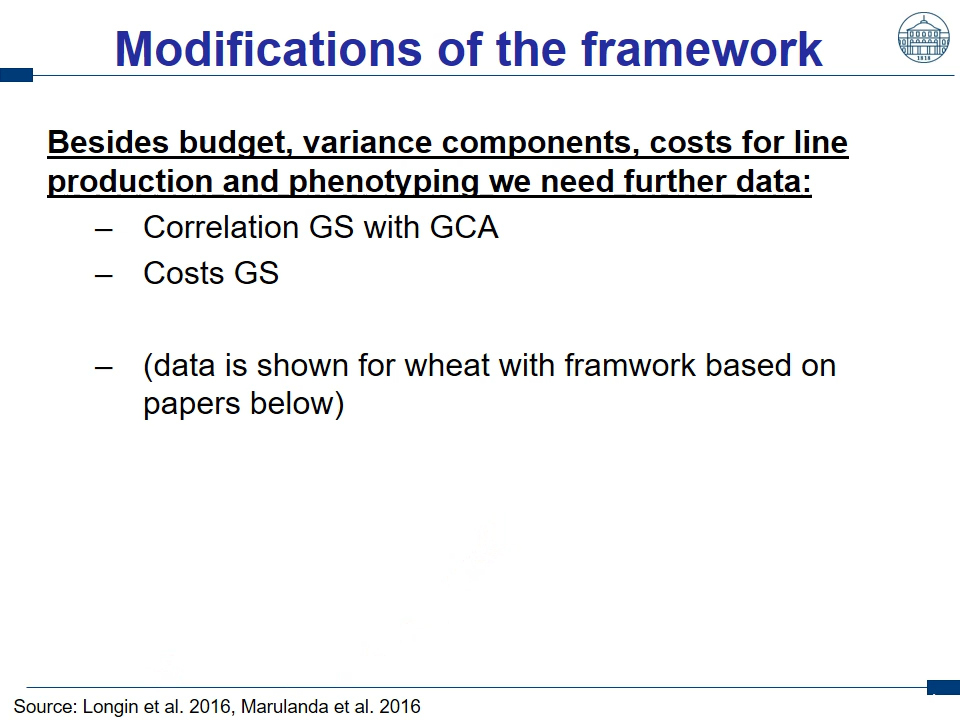 Modifications of the framework
1818
Besides budget, variance components, costs for line
production and phenotyping we need further data:
– Correlation GS with GCA
– Costs GS
– (data is shown for wheat with framwork based on
papers below)
Source: Longin et al. 2016, Marulanda et al. 2016